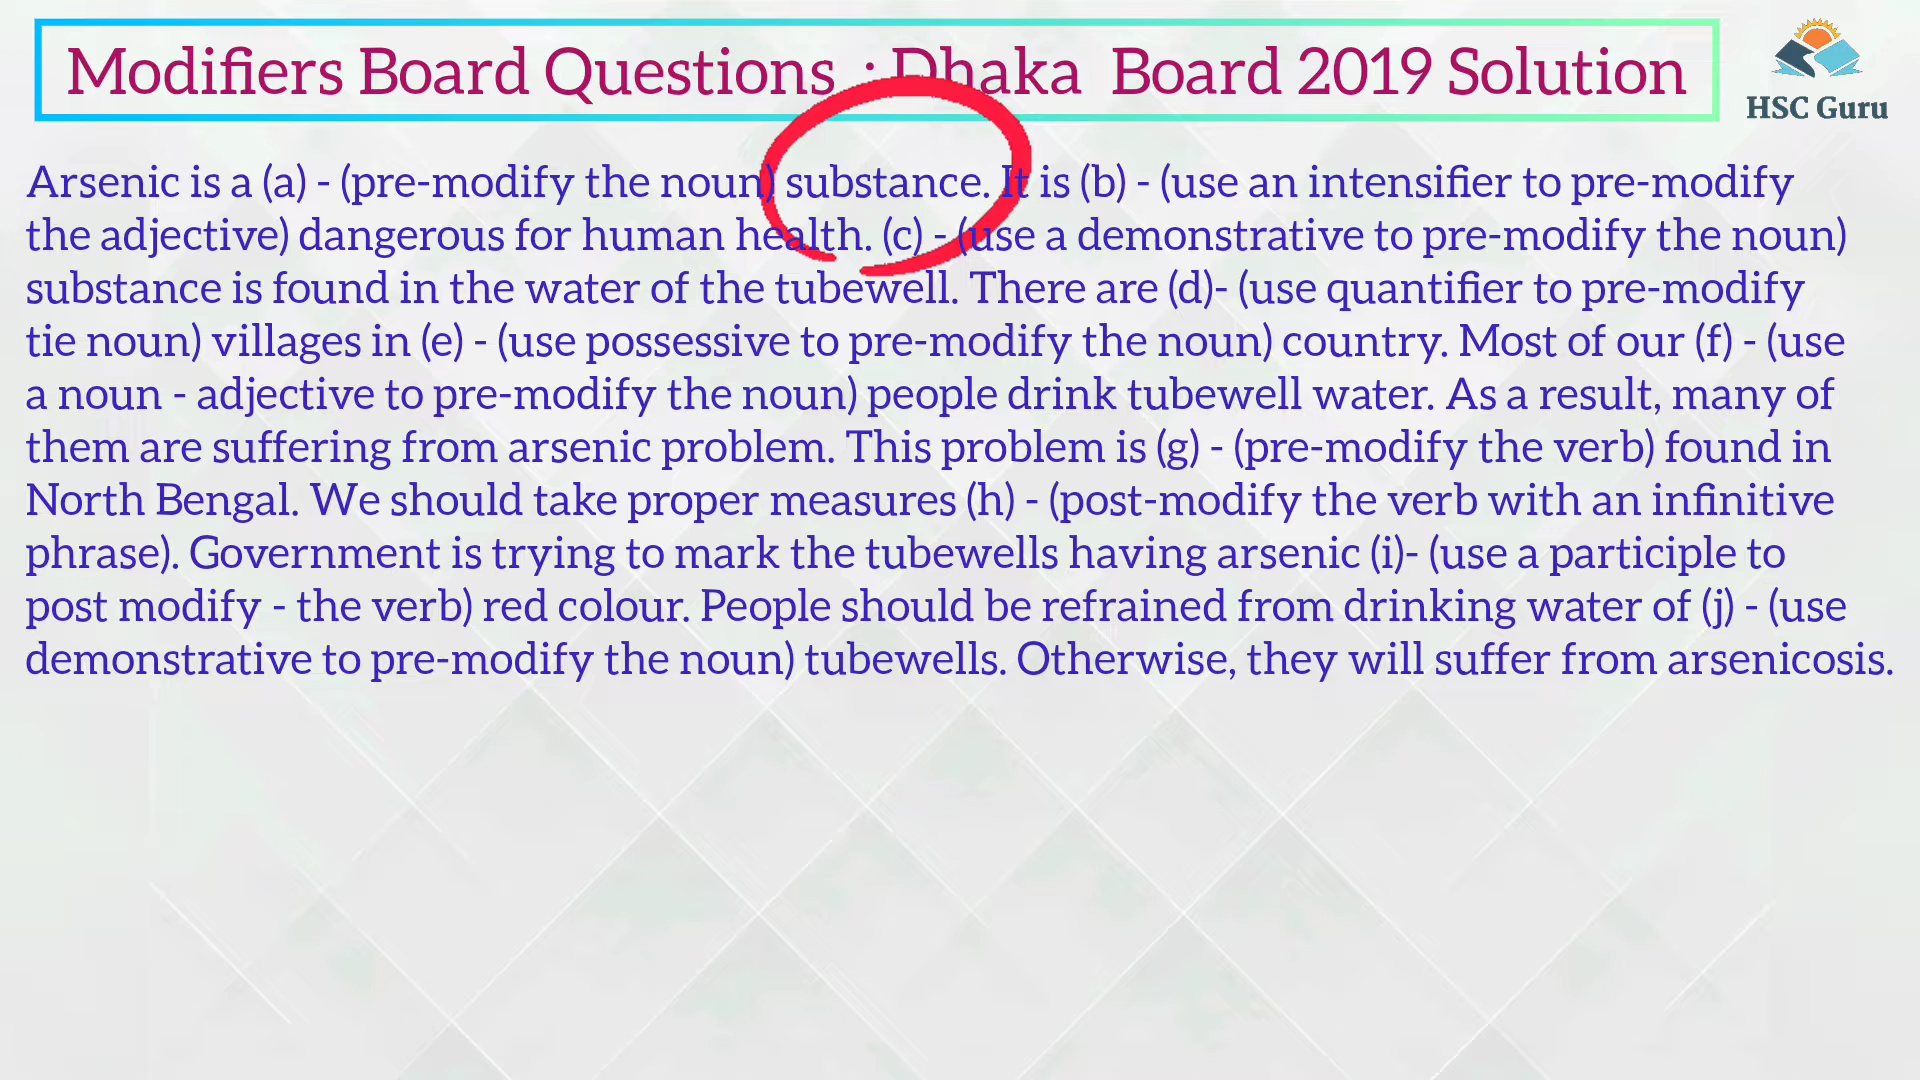 Modifiers Board Questions : Dhaka Board 2019 Solution
HSC Guru
Arsenic is a (a) - (pre-modify the noun) substance. It is (b) - (use an intensifier to pre-modify
the adjective) dangerous for human health. (c) - (use a demonstrative to pre-modify the noun)
substance is found in the water of the tubewell. There are (d)- (use quantifier to pre-modify
tie noun) villages in (e) - (use possessive to pre-modify the noun) country. Most of our (f) - (use
a noun - adjective to pre-modify the noun) people drink tubewell water. As a result, many of
them are suffering from arsenic problem. This problem is (g) - (pre-modify the verb) found in
North Bengal. We should take proper measures (h) - (post-modify the verb with an infinitive
phrase). Government is trying to mark the tubewells having arsenic (i)- (use a participle to
post modify - the verb) red colour. People should be refrained from drinking water of (j) - (use
demonstrative to pre-modify the noun) tubewells. Otherwise, they will suffer from arsenicosis.